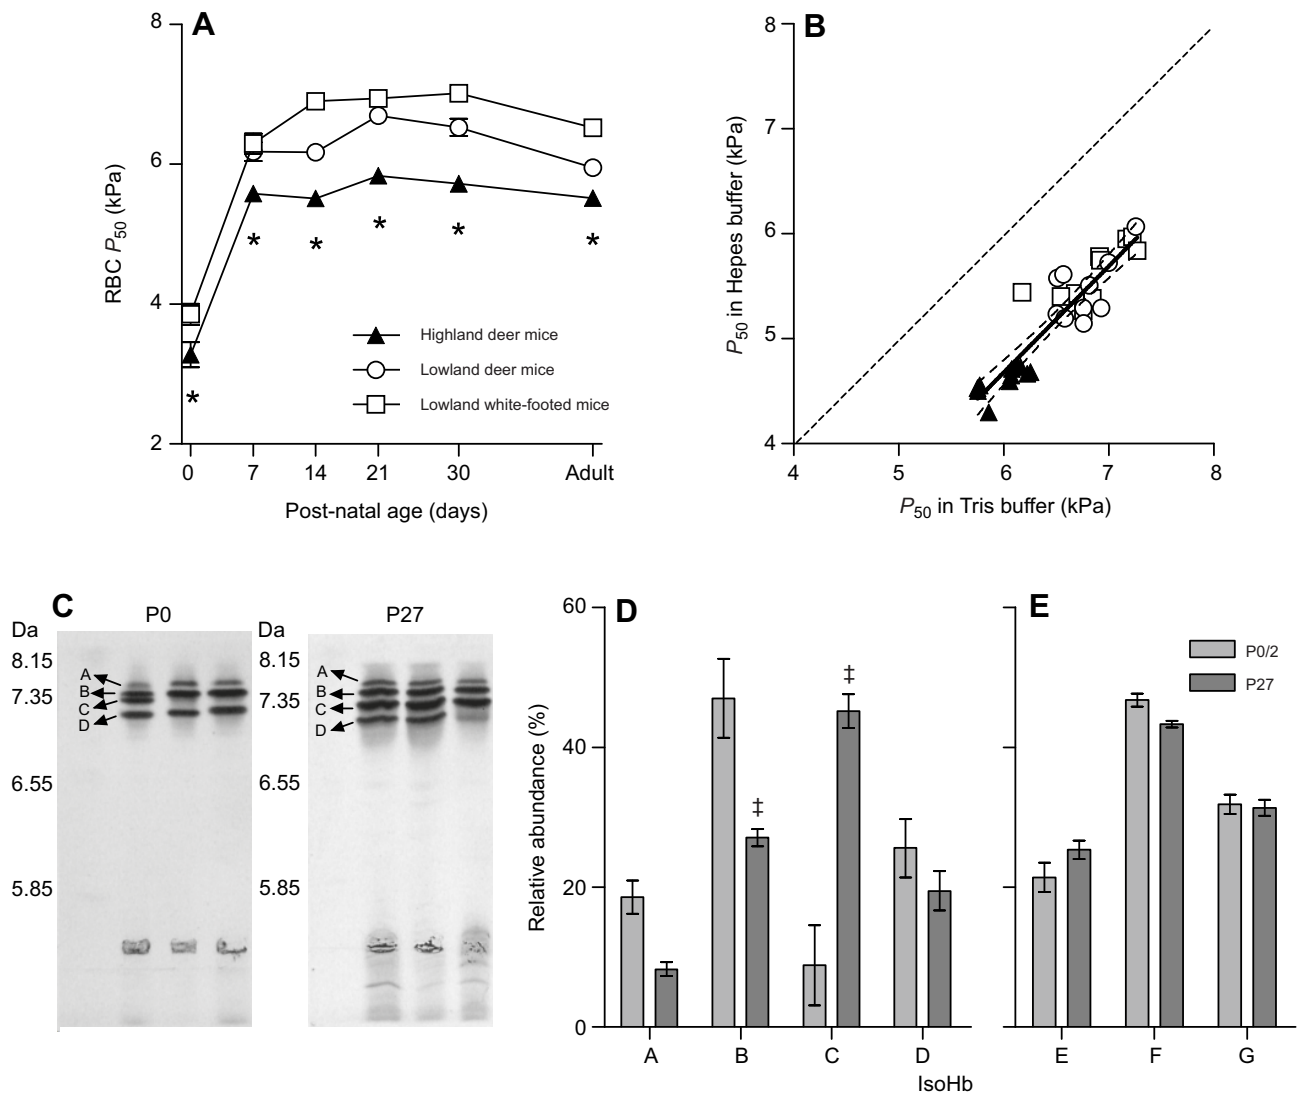 A
8
6
4
2
RBC P50 (kPa)
*
*
*
*
*
*
Highland deer mice
Lowland deer mice
Lowland white-footed mice
0 7 14 21 30 Adult
Post-natal age (days)
B
8
7
6
5
4
P50 in Hepes buffer (kPa)
4 5 6 7 8
P50 in Tris buffer (kPa)
C
P0
Da
8.15
7.35
6.55
5.85
A
B
C
D
P27
Da
8.15
7.35
6.55
5.85
A
B
C
D
D
60
40
20
0
Relative abundance (%)
‡
‡
A B C D
E
P0/2
P27
E F G
IsoHb